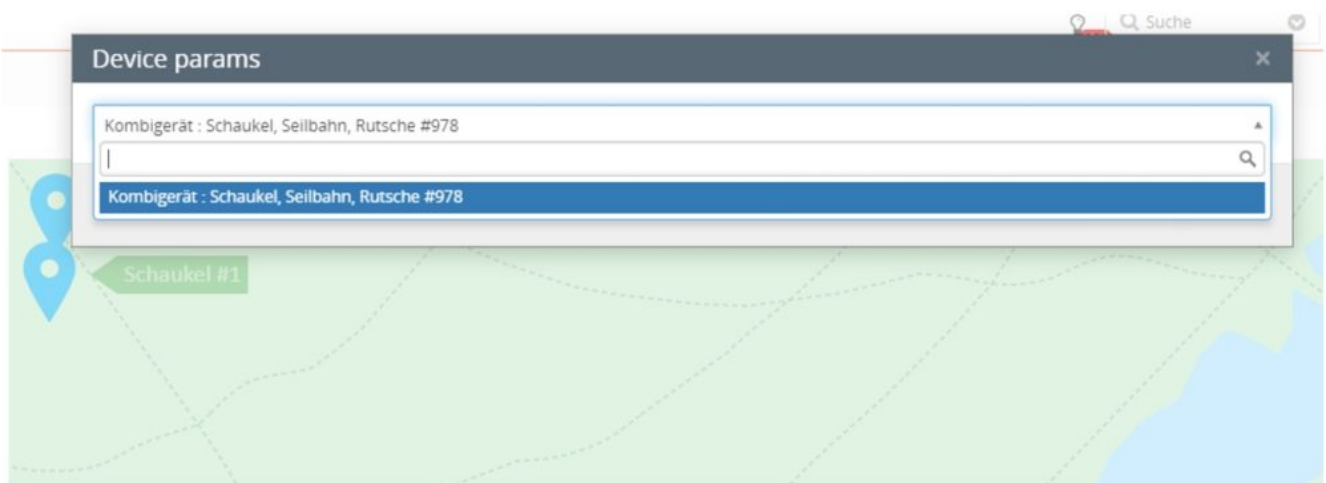 Suche
Device params
Kombigerät : Schaukel, Seilbahn, Rutsche #978
Kombigerät : Schaukel, Seilbahn, Rutsche #978
Schaukel #1